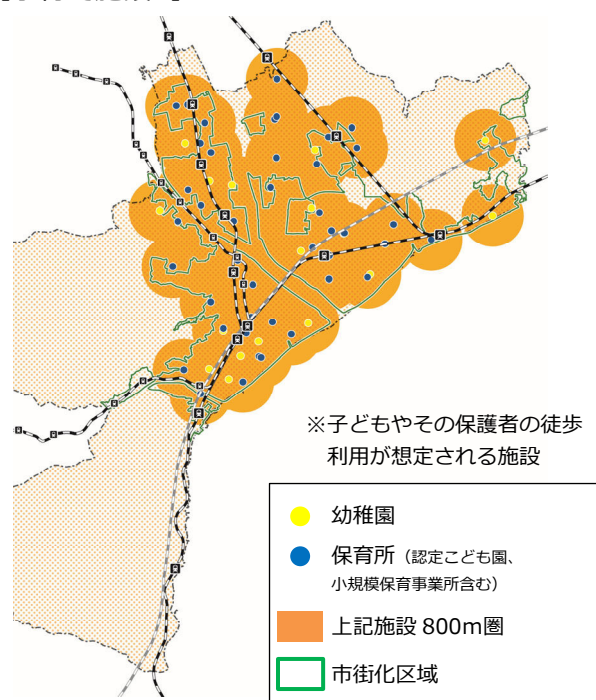 ※子どもやその保護者の徒歩
利用が想定される施設
幼稚園
保育所（認定こども園、
小規模保育事業所含む）
上記施設 800m圏
市街化区域